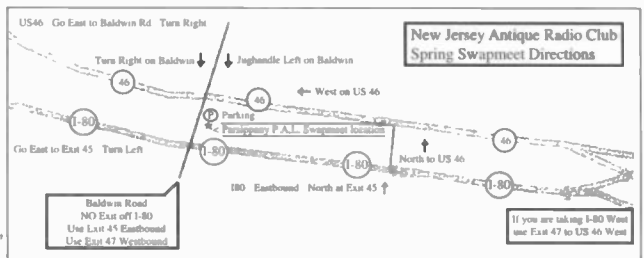 US46 Go East to Baldwin Rd Turn Right
New Jersey Antique Radio Club
Spring Swapmeet Directions
Turn Right on Baldwin
Jughandle Left on Baldwin
46
46
West on US 46
P Parking
I-80
< Parsippany P.A.L. Swapmeet location
46
Go East to Exit 45 Turn Left
I-80
North to US 46
I-80
I80 Eastbound North at Exit 45
I-80
Baldwin Road
NO Exit off I-80
Use Exit 45 Eastbound
Use Exit 47 Westbound
If you are taking I-80 West
use Exit 47 to US 46 West